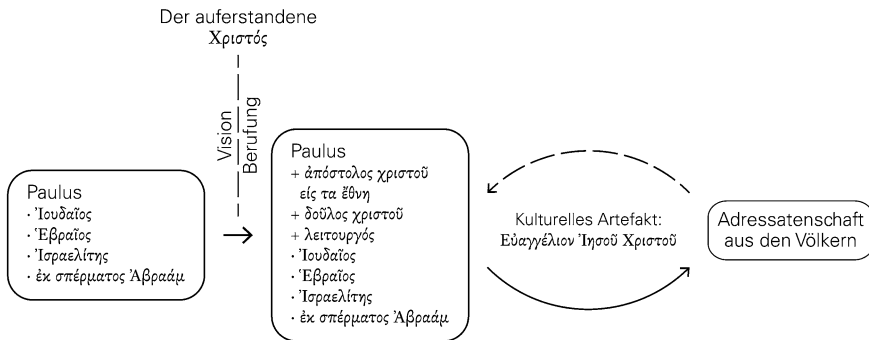 Der auferstandene
Χριστός
Vision
Berufung
Paulus
· Ἰουδαῖος
· Ἑβραῖος
· Ἰσραελίτης
· ἐκ σπέρματος Ἀβραάμ
Paulus
+ ἀπόστολος χριστοῦ
εἰς τα ἔθνη
+ δοῦλος χριστοῦ
+ λειτουργός
· Ἰουδαῖος
· Ἑβραῖος
· Ἰσραελίτης
· ἐκ σπέρματος Ἀβραάμ
Kulturelles Artefakt:
Εὐαγγέλιον Ἰησοῦ Χριστοῦ
Adressatenschaft
aus den Völkern